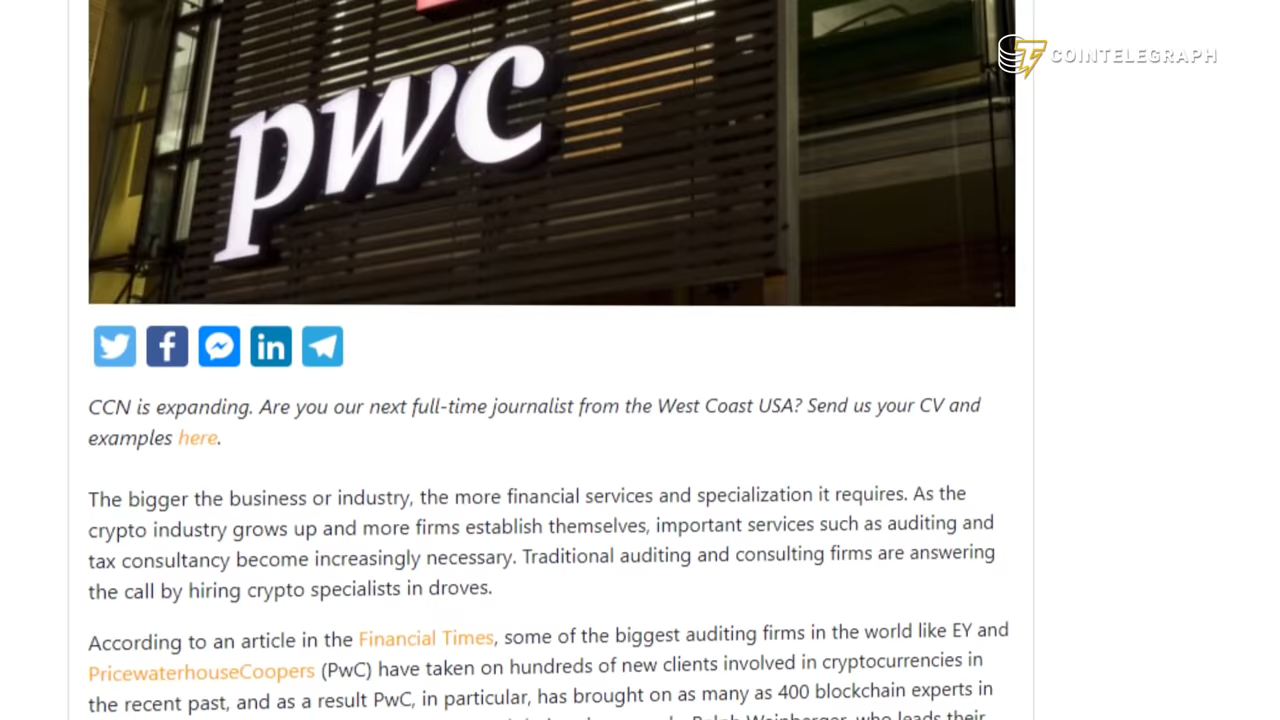 pwc
COINTELEGRAPH
CCN is expanding. Are you our next full-time journalist from the West Coast USA? Send us your CV and
examples here.
The bigger the business or industry, the more financial services and specialization it requires. As the
crypto industry grows up and more firms establish themselves, important services such as auditing and
tax consultancy become increasingly necessary. Traditional auditing and consulting firms are answering
the call by hiring crypto specialists in droves.
According to an article in the Financial Times, some of the biggest auditing firms in the world like EY and
PricewaterhouseCoopers (PwC) have taken on hundreds of new clients involved in cryptocurrencies in
the recent past, and as a result PwC, in particular, has brought on as many as 400 blockchain experts in
Ralph Weinberger, who leads their